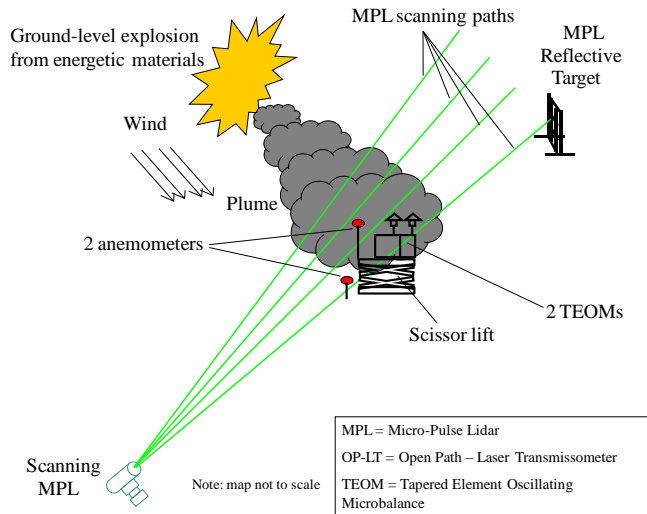 MPL scanning paths
Ground-level explosion
from energetic materials
MPL
Reflective
Target
Wind
Plume
2 anemometers
2 TEOMs
Scissor lift
Scanning
MPL
Note: map not to scale
MPL = Micro-Pulse Lidar
OP-LT = Open Path – Laser Transmissometer
TEOM = Tapered Element Oscillating
Microbalance